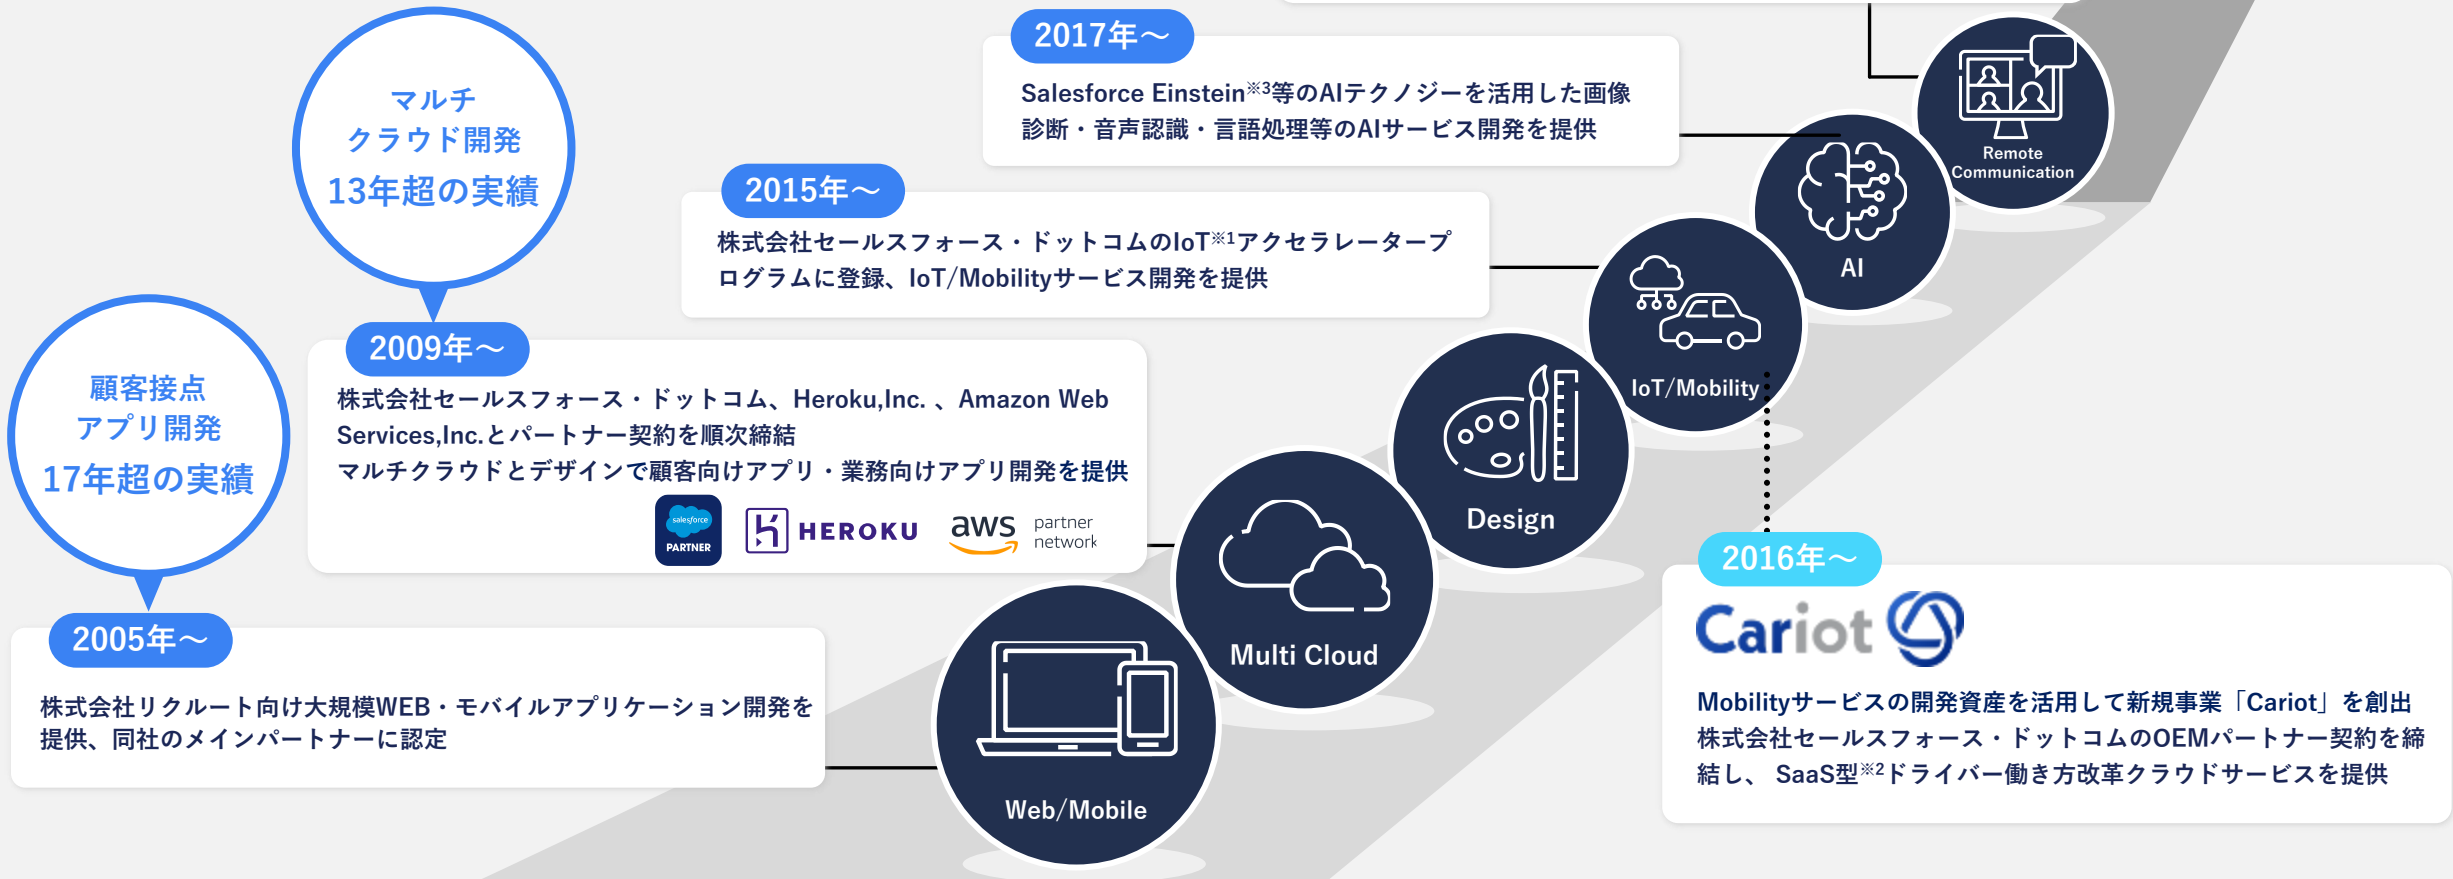 2017年～
Salesforce Einstein※3等のAIテクノジーを活用した画像
診断・音声認識・言語処理等のAIサービス開発を提供
マルチ
クラウド開発
13年超の実績
2015年～
株式会社セールスフォース・ドットコムのIoT※1アクセラレータープ
ログラムに登録、IoT/Mobilityサービス開発を提供
顧客接点
アプリ開発
17年超の実績
2009年～
株式会社セールスフォース・ドットコム、Heroku,Inc. 、Amazon Web
Services,Inc.とパートナー契約を順次締結
マルチクラウドとデザインで顧客向けアプリ・業務向けアプリ開発を提供
salesforce
PARTNER
HEROKU
aws partner
network
2005年～
株式会社リクルート向け大規模WEB・モバイルアプリケーション開発を
提供、同社のメインパートナーに認定
Remote
Communication
AI
IoT/Mobility
Design
Multi Cloud
Web/Mobile
2016年～
Cariot
Mobilityサービスの開発資産を活用して新規事業「Cariot」を創出
株式会社セールスフォース・ドットコムのOEMパートナー契約を締
結し、 SaaS型※2ドライバー働き方改革クラウドサービスを提供